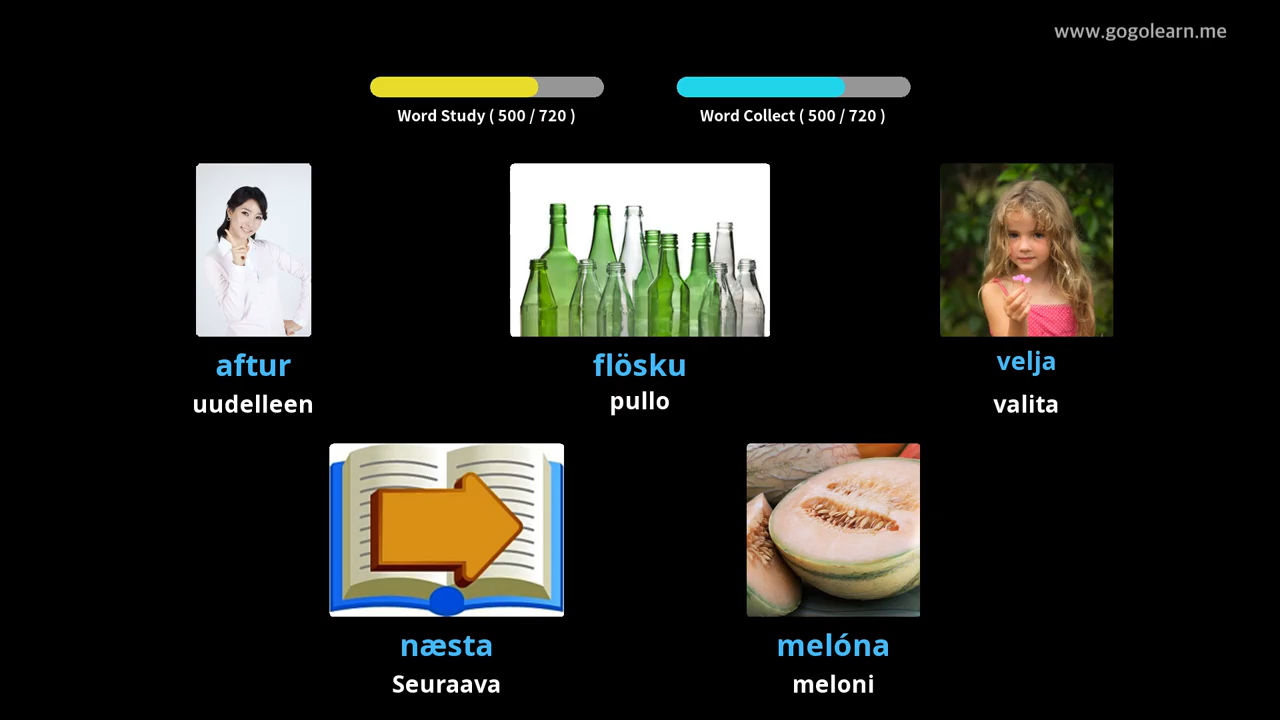 www.gogolearn.me
Word Study ( 500 / 720 )
Word Collect ( 500 / 720 )
aftur
uudelleen
flösku
pullo
velja
valita
næsta
Seuraava
melóna
meloni